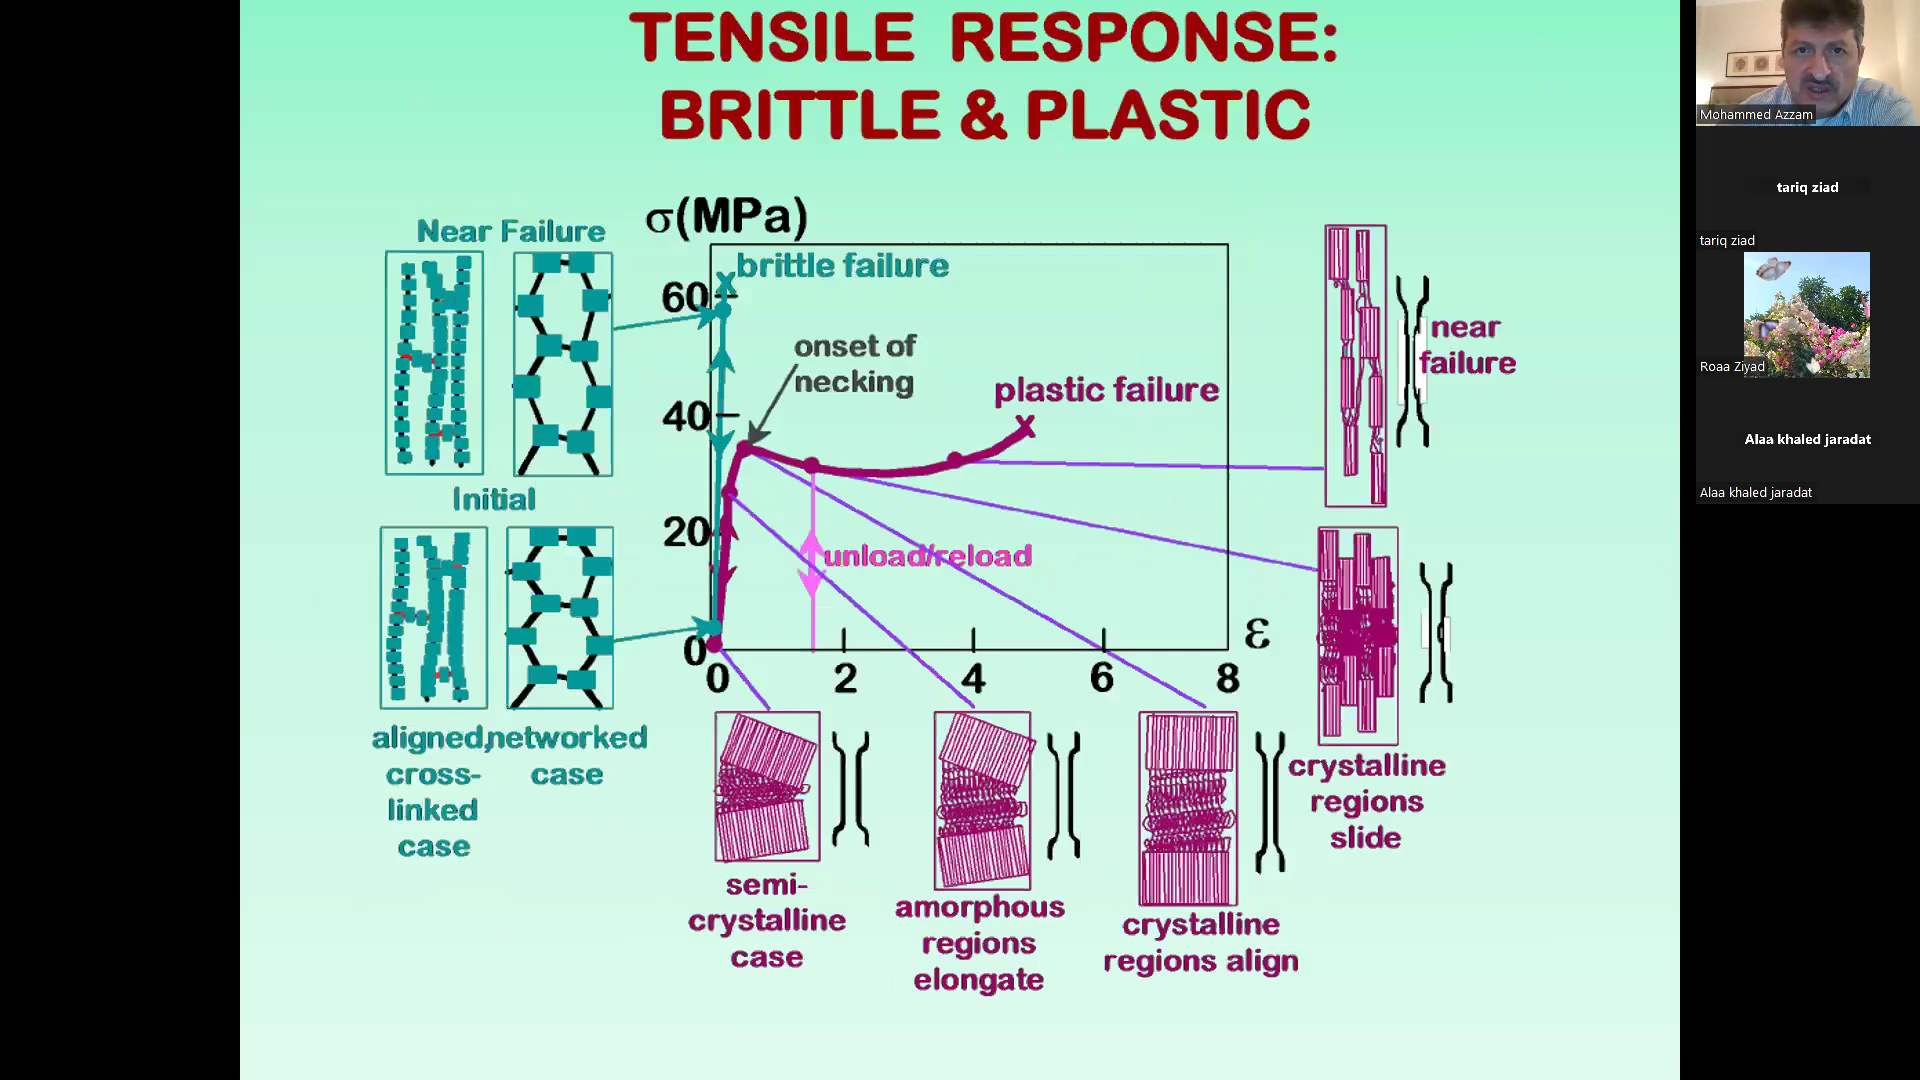 TENSILE RESPONSE:
BRITTLE & PLASTIC
σ(MPa)
Near Failure
brittle failure
60
onset of
necking
near
failure
plastic failure
40
Initial
20
unload/reload
ε
0
0
2
4
6
8
aligned,
cross-
linked
case
networked
case
crystalline
regions
slide
semi-
crystalline
case
amorphous
regions
elongate
crystalline
regions align
Mohammed Azzam
tariq ziad
tariq ziad
Roaa Ziyad
Alaa khaled jaradat
Alaa khaled jaradat